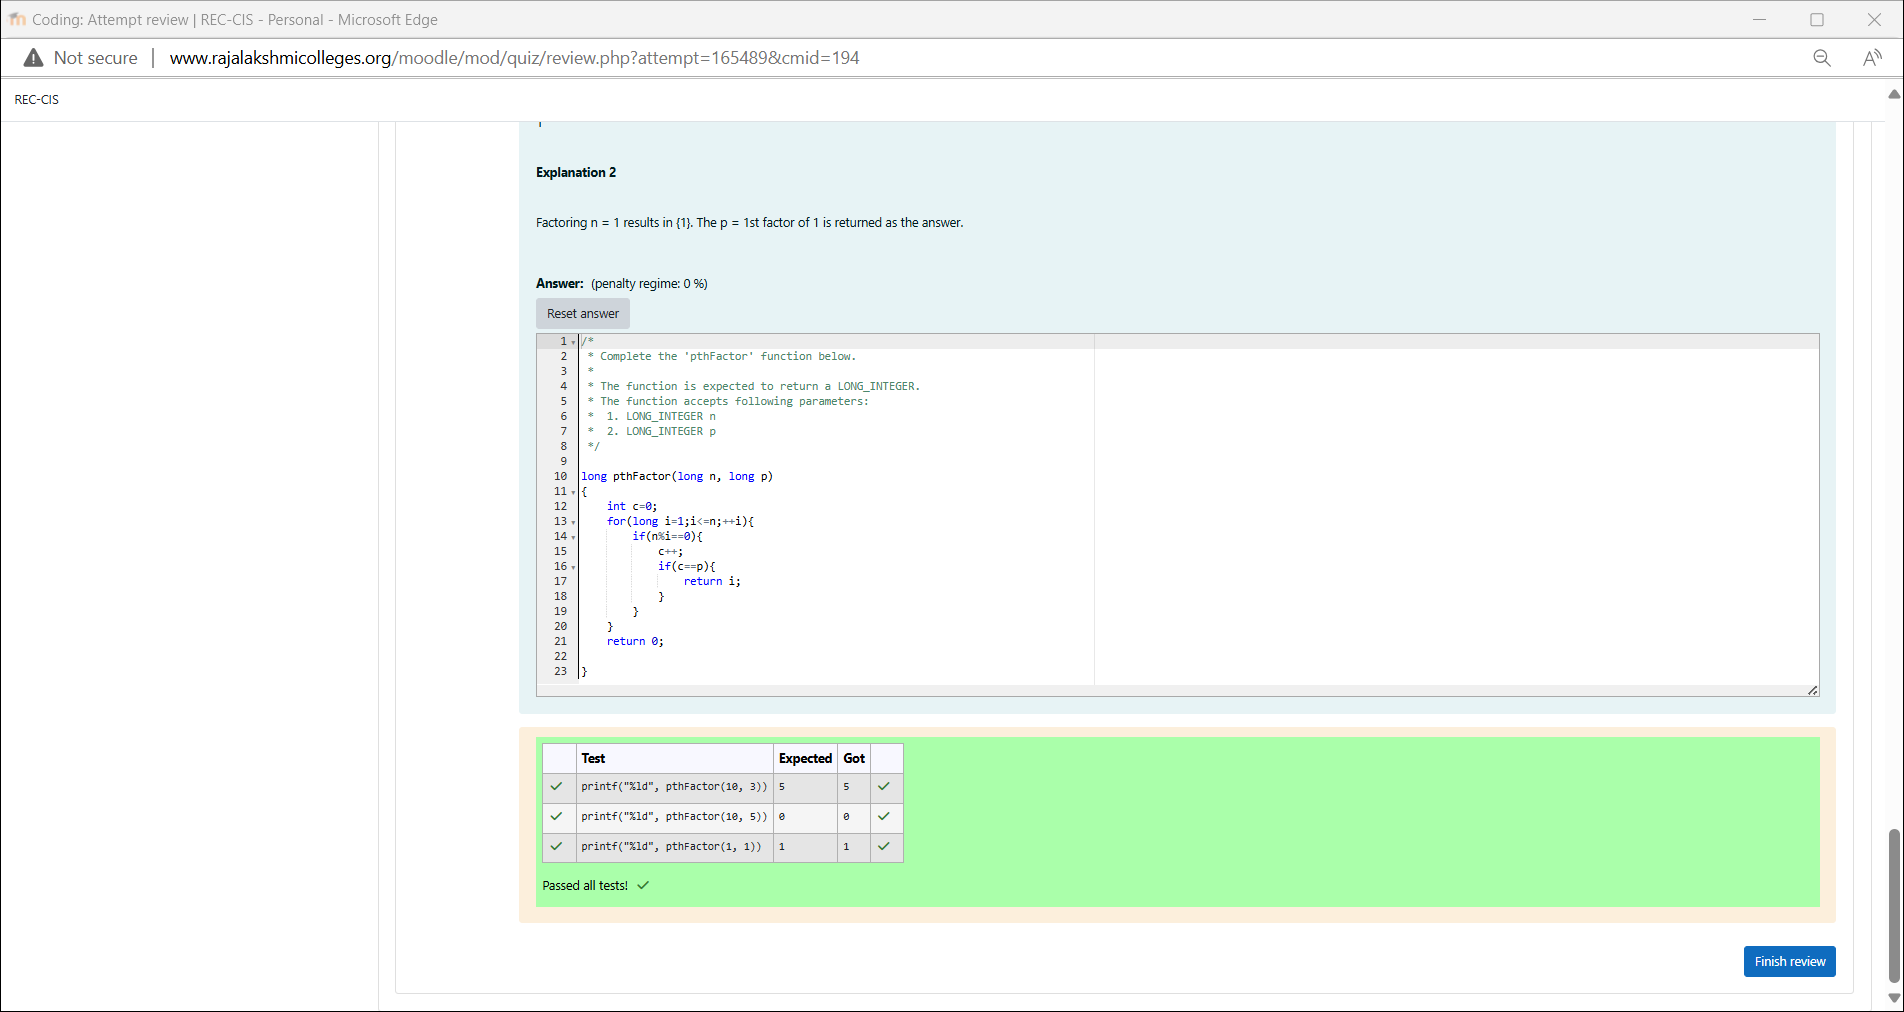 Coding: Attempt review | REC-CIS - Personal - Microsoft Edge
Not secure | www.rajalakshmicolleges.org/moodle/mod/quiz/review.php?attempt=165489&cmid=194
REC-CIS
Explanation 2
Factoring n = 1 results in {1}. The p = 1st factor of 1 is returned as the answer.
Answer: (penalty regime: 0 %)
Reset answer
1 /*
2  * Complete the 'pthFactor' function below.
3  *
4  * The function is expected to return a LONG_INTEGER.
5  * The function accepts following parameters:
6  *  1. LONG_INTEGER n
7  *  2. LONG_INTEGER p
8  */
9
10 long pthFactor(long n, long p)
11 {
12     int c=0;
13     for(long i=1;i<=n;++i){
14         if(n%i==0){
15             c++;
16             if(c==p){
17                 return i;
18             }
19         }
20     }
21     return 0;
22
23 }
Test Expected Got
printf("%ld", pthFactor(10, 3)) 5 5
printf("%ld", pthFactor(10, 5)) 0 0
printf("%ld", pthFactor(1, 1)) 1 1
Passed all tests!
Finish review